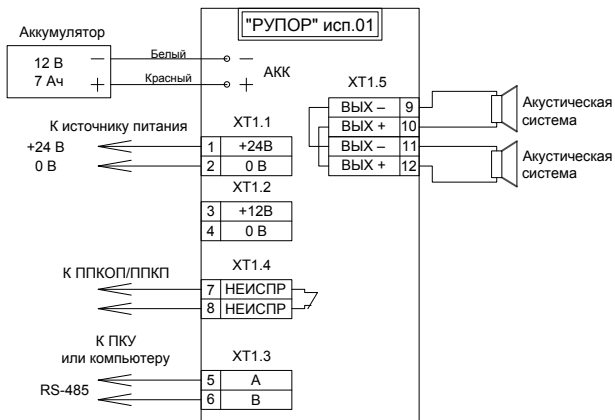 "РУПОР" исп.01
Аккумулятор
12 В
7 Ач
–
+
Белый
Красный
–
+
АКК
XT1.5
ВЫХ – 9
ВЫХ + 10
ВЫХ – 11
ВЫХ + 12
Акустическая
система
Акустическая
система
К источнику питания
+24 В
0 В
XT1.1
1 +24В
2 0 В
XT1.2
3 +12В
4 0 В
XT1.4
К ППКОП/ППКП
7 НЕИСПР
8 НЕИСПР
К ПКУ
или компьютеру
RS-485
XT1.3
5 A
6 B